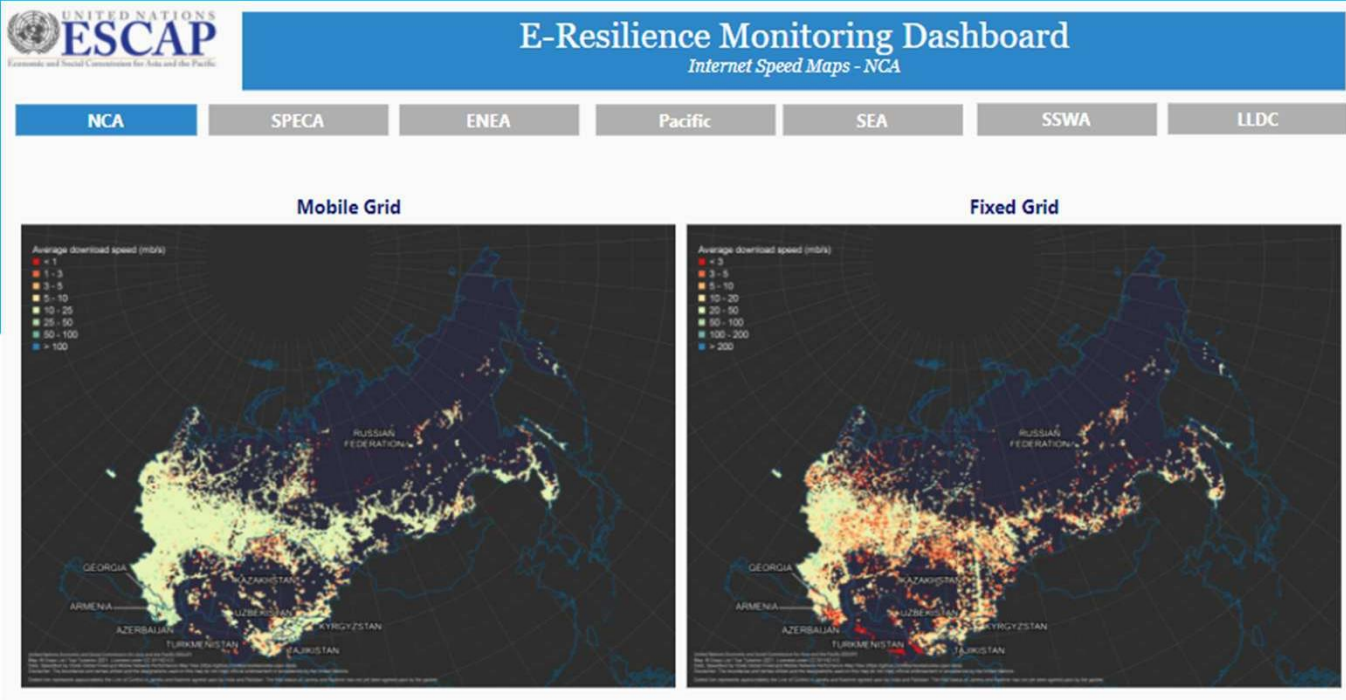 UNITED NATIONS
ESCAP
Economic and Social Commission for Asia and the Pacific
E-Resilience Monitoring Dashboard
Internet Speed Maps - NCA
NCA
SPECA
ENEA
Pacific
SEA
SSWA
LLDC
Mobile Grid
Average download speed (mb/s)
< 1
1 - 3
3 - 5
5 - 10
10 - 25
25 - 50
50 - 100
> 100
RUSSIAN
FEDERATION
GEORGIA
KAZAKHSTAN
ARMENIA
UZBEKISTAN
AZERBAIJAN
KYRGYZSTAN
TURKMENISTAN
TAJIKISTAN
Fixed Grid
Average download speed (mb/s)
< 3
3 - 5
5 - 10
10 - 20
20 - 50
50 - 100
100 - 200
> 200
RUSSIAN
FEDERATION
GEORGIA
KAZAKHSTAN
ARMENIA
UZBEKISTAN
AZERBAIJAN
KYRGYZSTAN
TURKMENISTAN
TAJIKISTAN